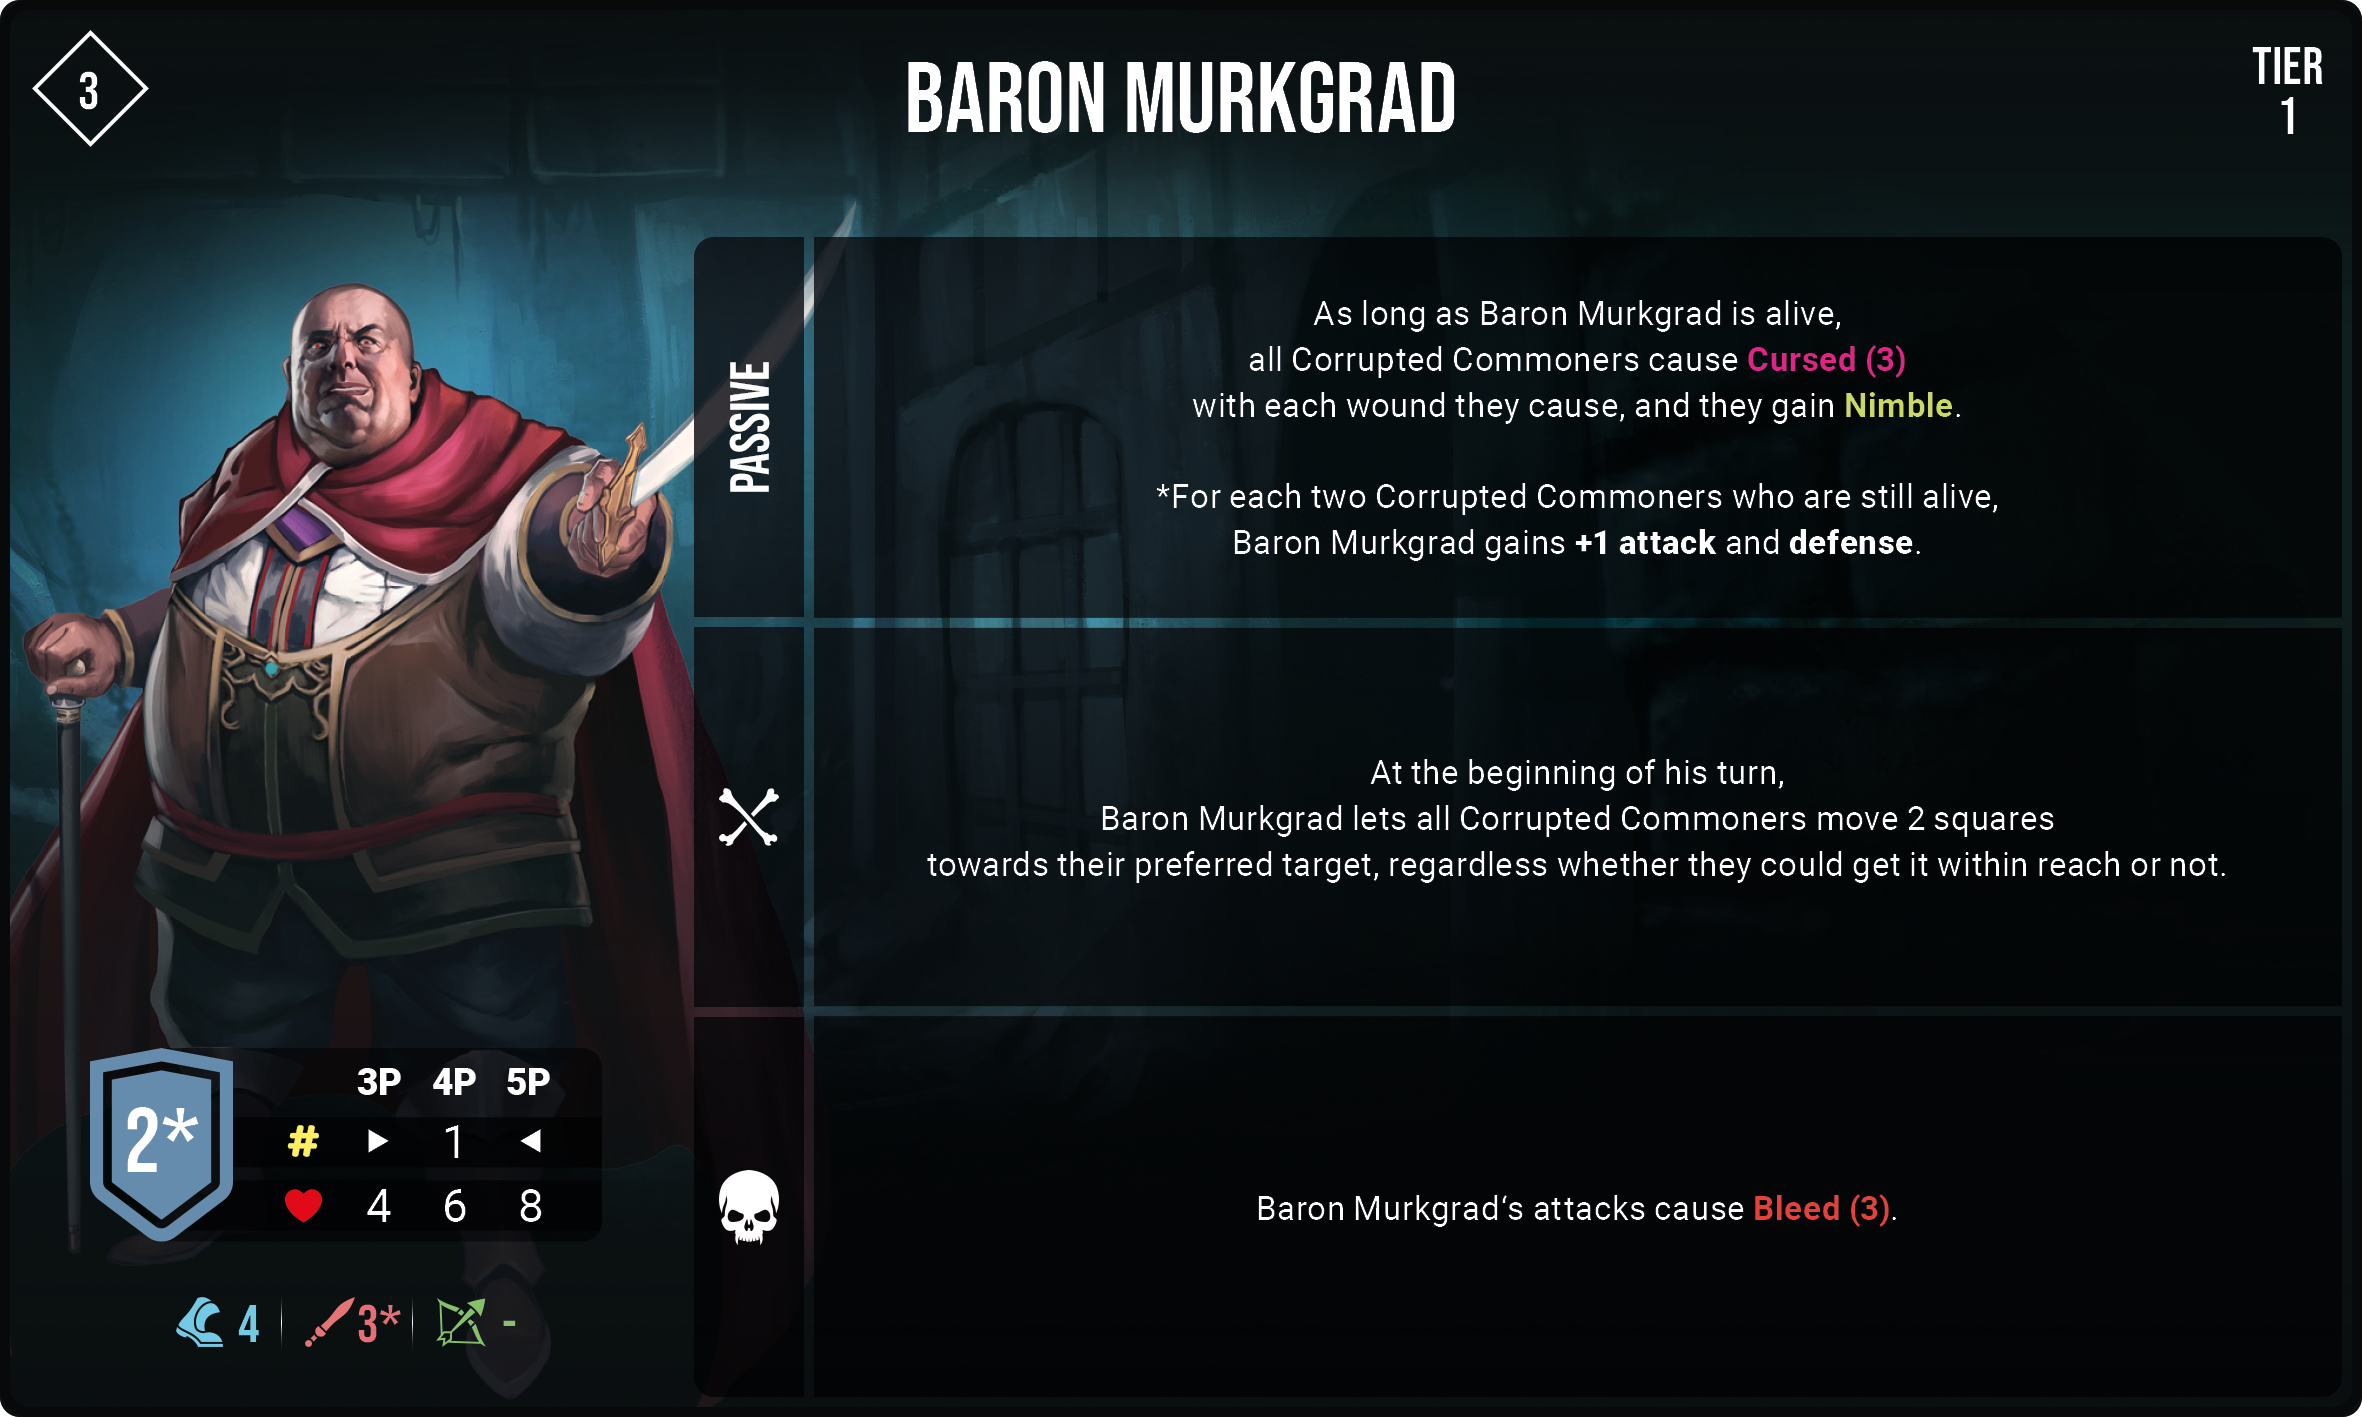 3
BARON MURKGRAD
TIER
1
PASSIVE
As long as Baron Murkgrad is alive,
all Corrupted Commoners cause Cursed (3)
with each wound they cause, and they gain Nimble.
*For each two Corrupted Commoners who are still alive,
Baron Murkgrad gains +1 attack and defense.
At the beginning of his turn,
Baron Murkgrad lets all Corrupted Commoners move 2 squares
towards their preferred target, regardless whether they could get it within reach or not.
Baron Murkgrad‘s attacks cause Bleed (3).
2*
3P 4P 5P
# ▶ 1 ◀
4 6 8
4 3* -